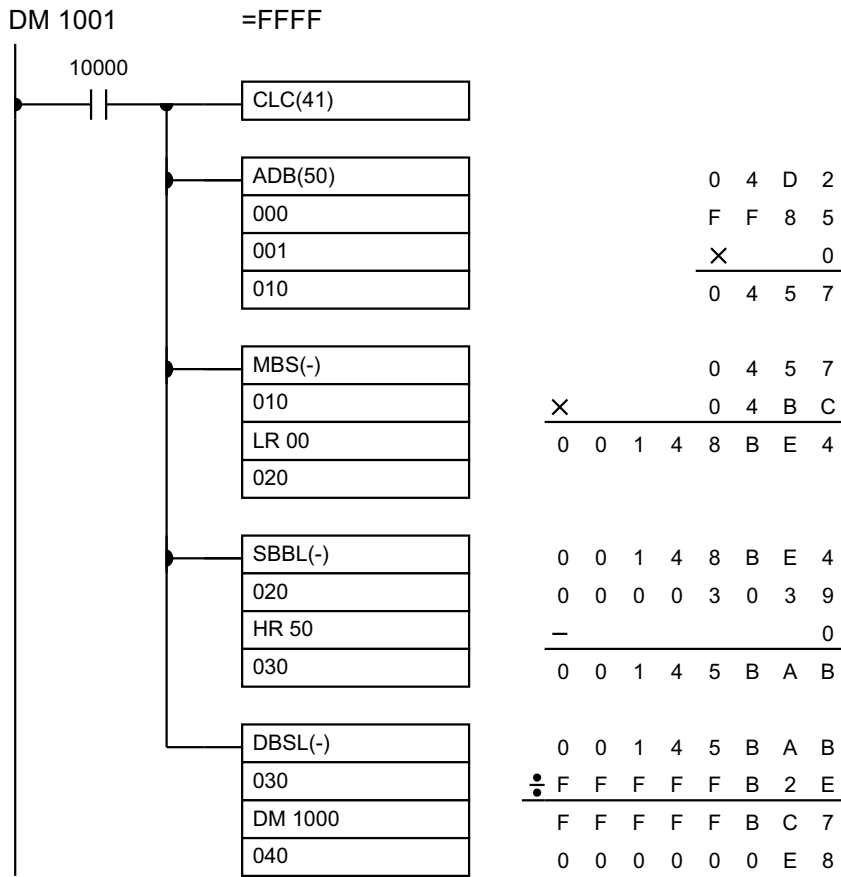 DM 1001 =FFFF
10000
CLC(41)
ADB(50)
000
001
010
0 4 D 2
F F 8 5
× 0
0 4 5 7
MBS(-)
010
LR 00
020
0 4 5 7
× 0 4 B C
0 0 1 4 8 B E 4
SBBL(-)
020
HR 50
030
0 0 1 4 8 B E 4
0 0 0 0 3 0 3 9
− 0
0 0 1 4 5 B A B
DBSL(-)
030
DM 1000
040
0 0 1 4 5 B A B
÷ F F F F F B 2 E
F F F F F B C 7
0 0 0 0 0 0 E 8